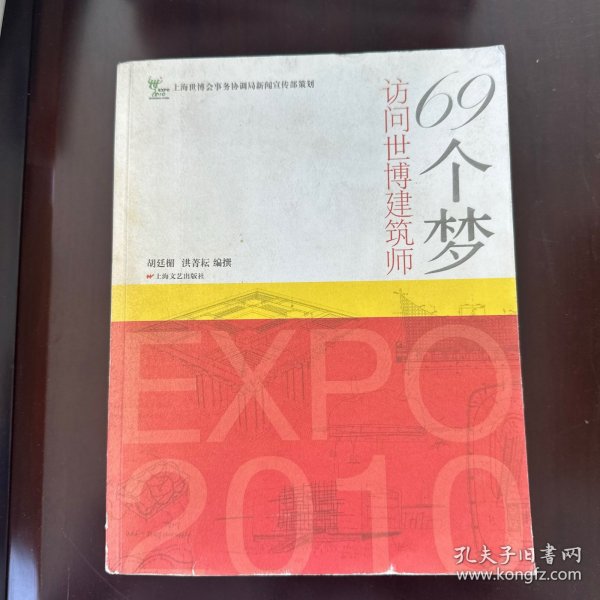 上海世博会事务协调局新闻宣传部策划
69个梦
访问世博建筑师
胡廷楣 洪菁耘 编撰
上海文艺出版社
EXPO
2010
孔夫子旧书网
www.kongfz.com